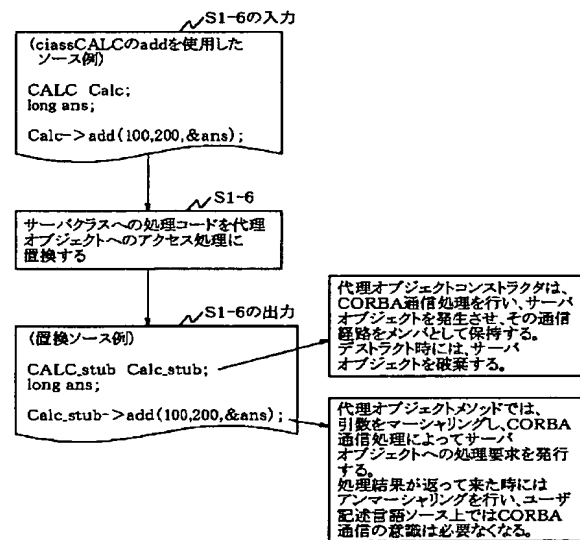 S1-6の入力
(ciassCALCのaddを使用した
ソース例)
CALC Calc;
long ans;
Calc->add(100,200,&ans);
S1-6
サーバクラスへの処理コードを代理
オブジェクトへのアクセス処理に
置換する
S1-6の出力
(置換ソース例)
CALC_stub Calc_stub;
long ans;
Calc_stub->add(100,200,&ans);
代理オブジェクトコンストラクタは、
CORBA通信処理を行い、サーバ
オブジェクトを発生させ、その通信
経路をメンバとして保持する。
デストラクト時には、サーバ
オブジェクトを破棄する。
代理オブジェクトメソッドでは、
引数をマーシャリングし、CORBA
通信処理によってサーバ
オブジェクトへの処理要求を発行
する。
処理結果が返って来た時には
アンマーシャリングを行い、ユーザ
記述言語ソース上ではCORBA
通信の意識は必要なくなる。